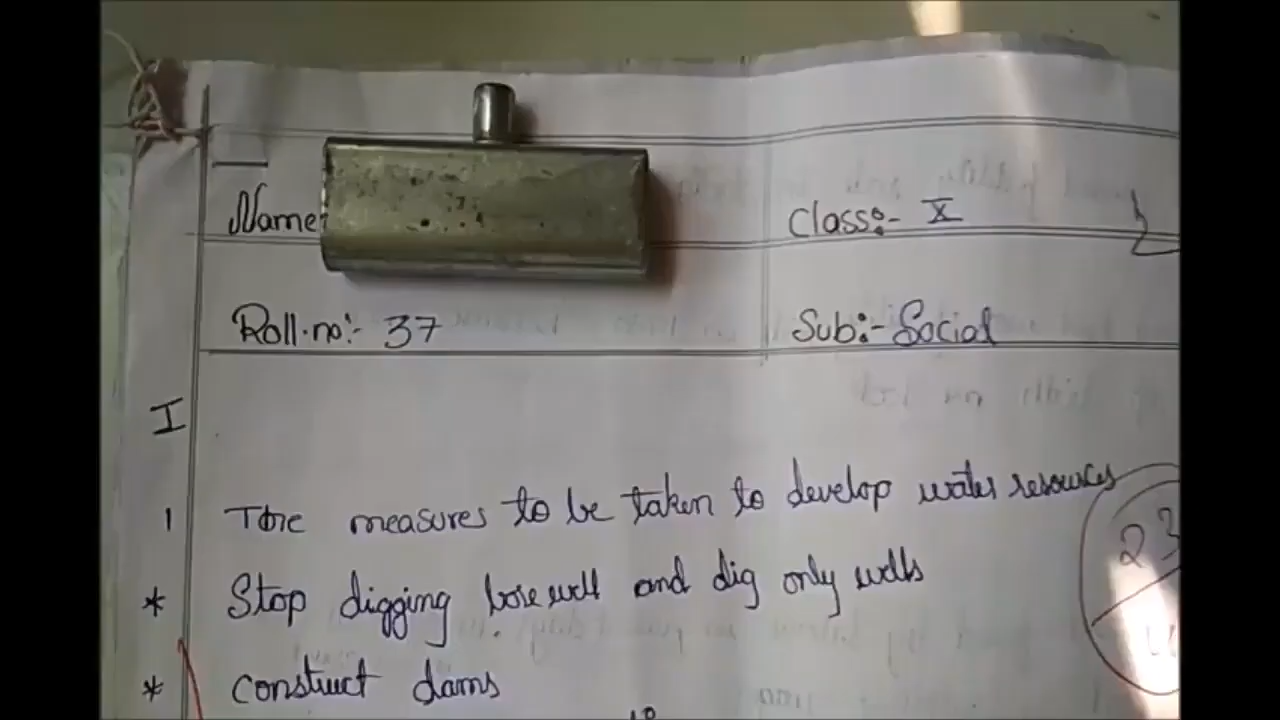 Name:
Class:- X
Roll.no:- 37
Sub:- Social
I
1 The measures to be taken to develop water resources
* Stop digging borewell and dig only wells
23
* construct dams